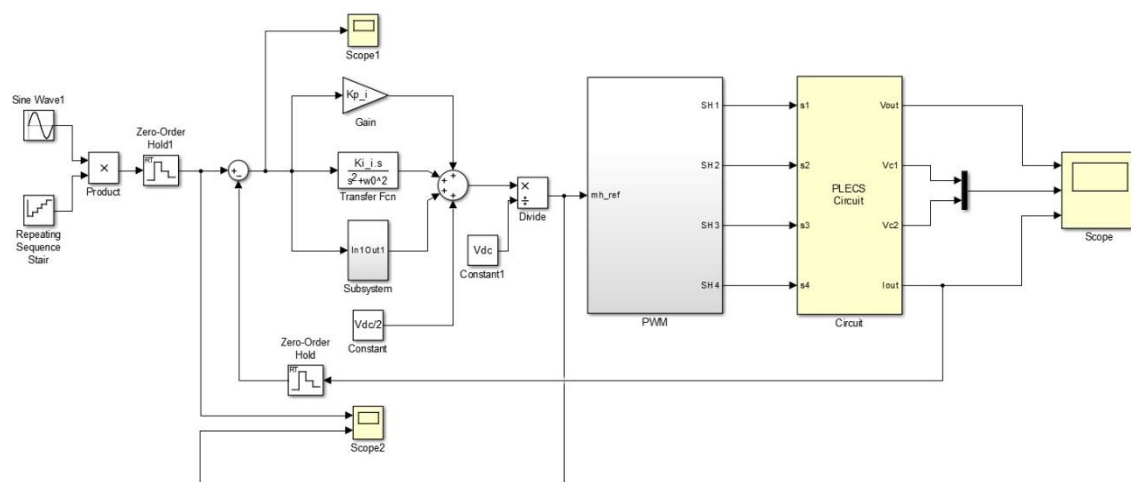 Scope1
Sine Wave1
Kp_i
Gain
Zero-Order
Hold1
RT
×
Product
+
-
Ki_i.s
s^2+w0^2
Transfer Fcn
+
+
+
+
×
÷
Divide
Repeating
Sequence
Stair
In1 Out1
Subsystem
Vdc
Constant1
Vdc/2
Constant
Zero-Order
Hold
RT
Scope2
mh_ref
SH1
SH2
SH3
SH4
PWM
s1
s2
s3
s4
PLECS
Circuit
Vout
Vc1
Vc2
Iout
Circuit
Scope